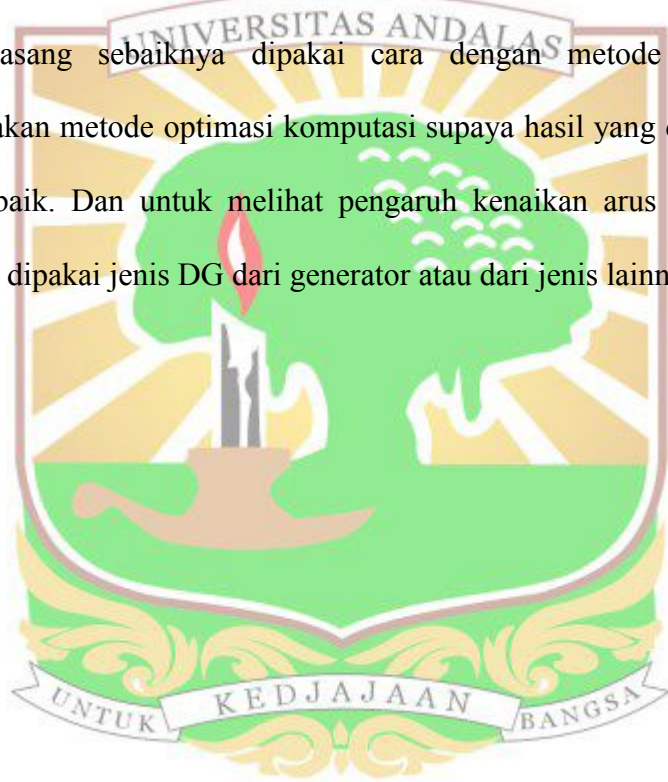 UNIVERSITAS ANDALAS
asang sebaiknya dipakai cara dengan metode
akan metode optimasi komputasi supaya hasil yang
baik. Dan untuk melihat pengaruh kenaikan arus
dipakai jenis DG dari generator atau dari jenis lainn
UNTUK KEDJAJAAN BANGSA